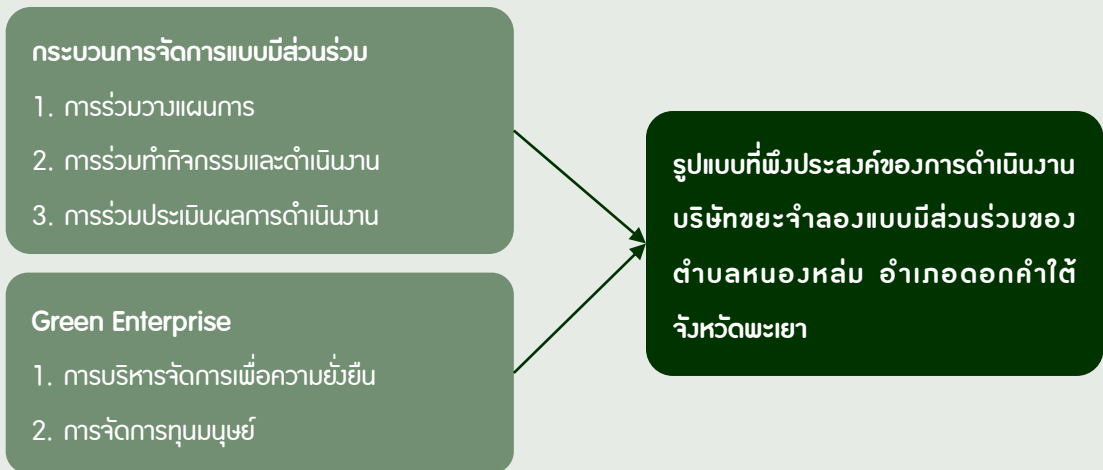 กระบวนการจัดการแบบมีส่วนร่วม
1. การร่วมวางแผนการ
2. การร่วมทำกิจกรรมและดำเนินงาน
3. การร่วมประเมินผลการดำเนินงาน
Green Enterprise
1. การบริหารจัดการเพื่อความยั่งยืน
2. การจัดการทุนมนุษย์
รูปแบบที่พึงประสงค์ของการดำเนินงาน
บริษัทขยะจำลองแบบมีส่วนร่วมของ
ตำบลหนองหล่ม อำเภอดอกคำใต้
จังหวัดพะเยา